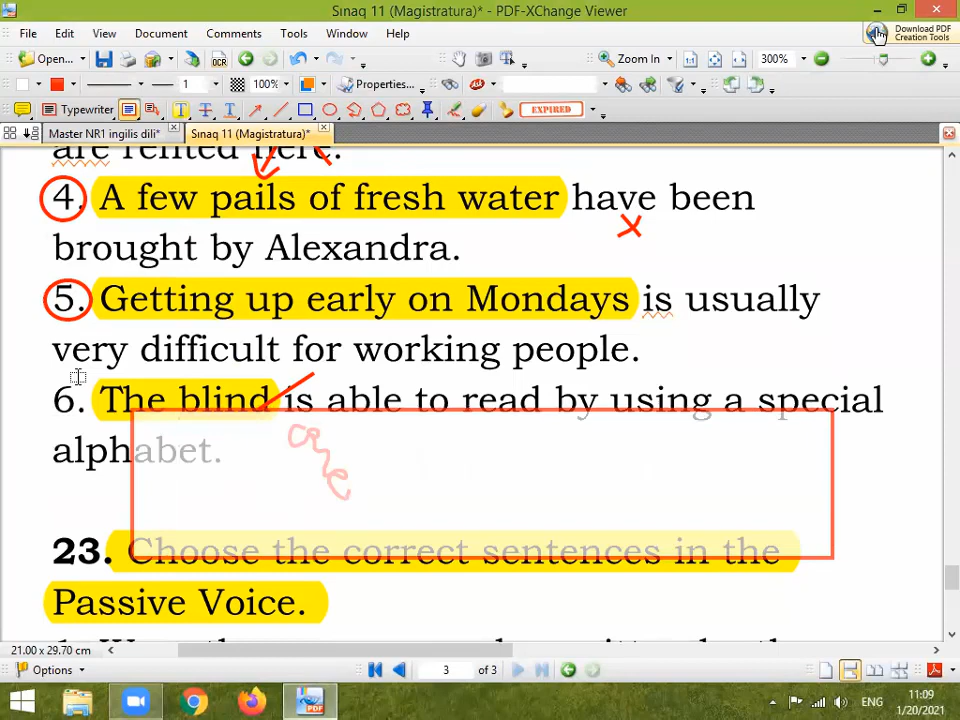 Sınaq 11 (Magistratura)* - PDF-XChange Viewer
File Edit View Document Comments Tools Window Help
Download PDF
Creation Tools
Open... OCR Zoom In 300%
1 100% Properties...
Typewriter EXPIRED
Master NR1 ingilis dili* Sınaq 11 (Magistratura)*
are rented here.
4. A few pails of fresh water have been
brought by Alexandra.
5. Getting up early on Mondays is usually
very difficult for working people.
6. The blind is able to read by using a special
are
alphabet.
23. Choose the correct sentences in the
Passive Voice.
21.00 x 29.70 cm
Options 3 of 3
ENG
11:09
1/20/2021